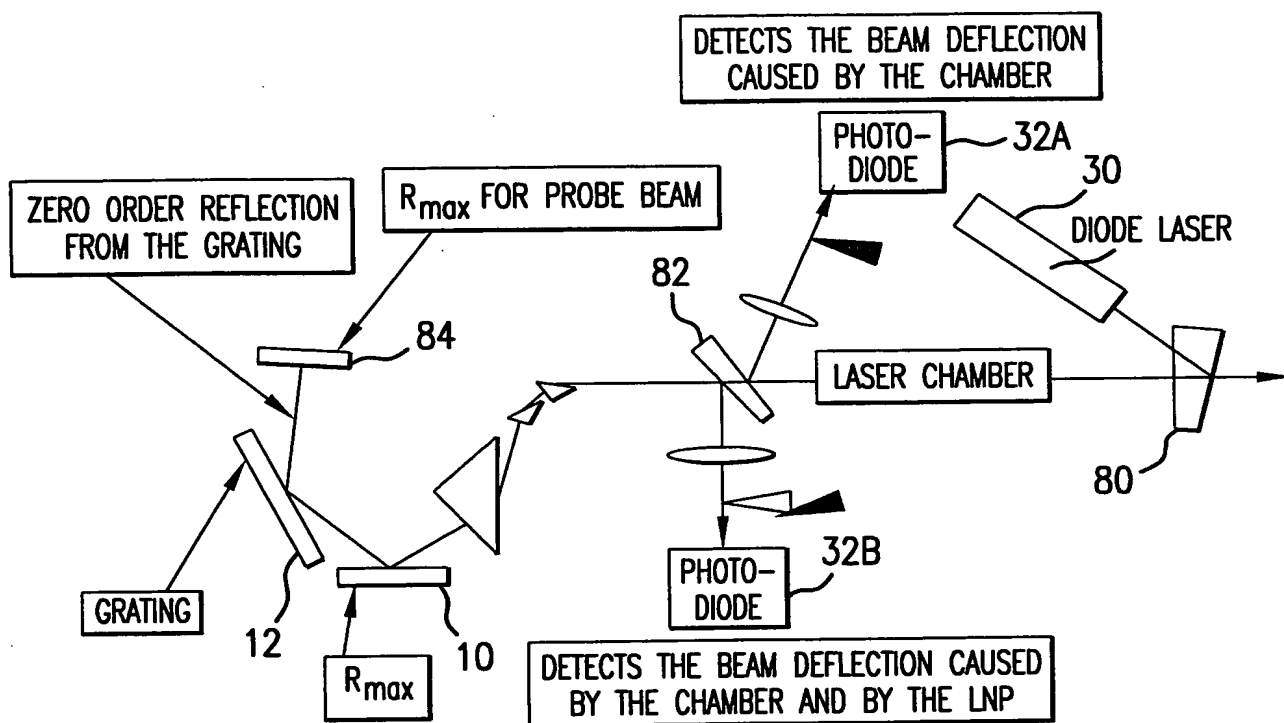 DETECTS THE BEAM DEFLECTION
CAUSED BY THE CHAMBER
PHOTO-
DIODE
32A
30
DIODE LASER
ZERO ORDER REFLECTION
FROM THE GRATING
Rmax FOR PROBE BEAM
82
84
LASER CHAMBER
80
GRATING
12
10
Rmax
PHOTO-
DIODE
32B
DETECTS THE BEAM DEFLECTION CAUSED
BY THE CHAMBER AND BY THE LNP